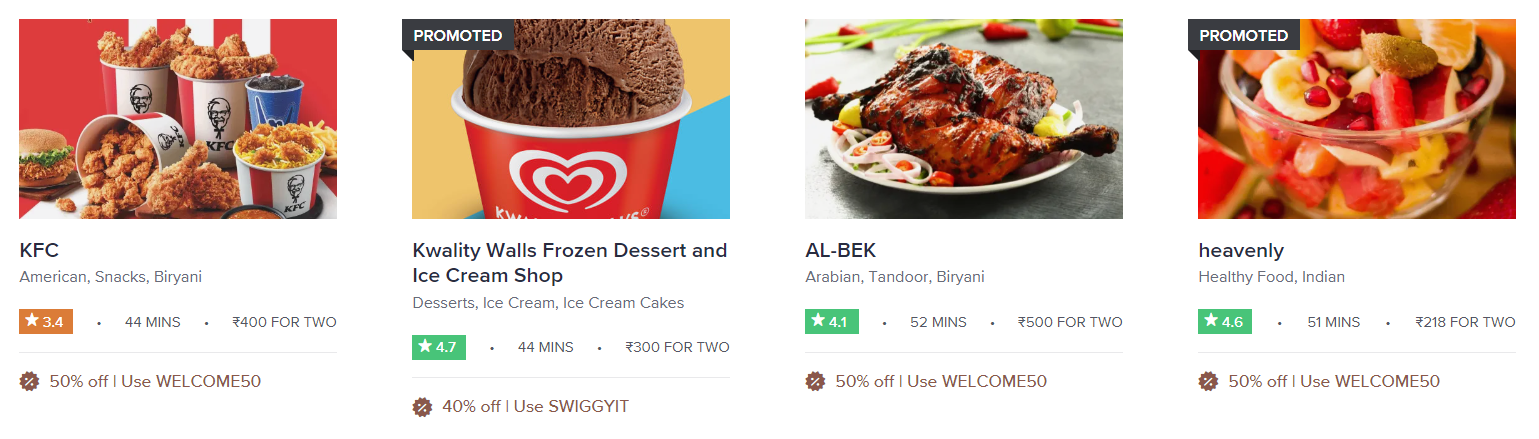 KFC
American, Snacks, Biryani
★ 3.4 • 44 MINS • ₹400 FOR TWO
50% off | Use WELCOME50
PROMOTED
Kwality Walls Frozen Dessert and
Ice Cream Shop
Desserts, Ice Cream, Ice Cream Cakes
★ 4.7 • 44 MINS • ₹300 FOR TWO
40% off | Use SWIGGYIT
AL-BEK
Arabian, Tandoor, Biryani
★ 4.1 • 52 MINS • ₹500 FOR TWO
50% off | Use WELCOME50
PROMOTED
heavenly
Healthy Food, Indian
★ 4.6 • 51 MINS • ₹218 FOR TWO
50% off | Use WELCOME50